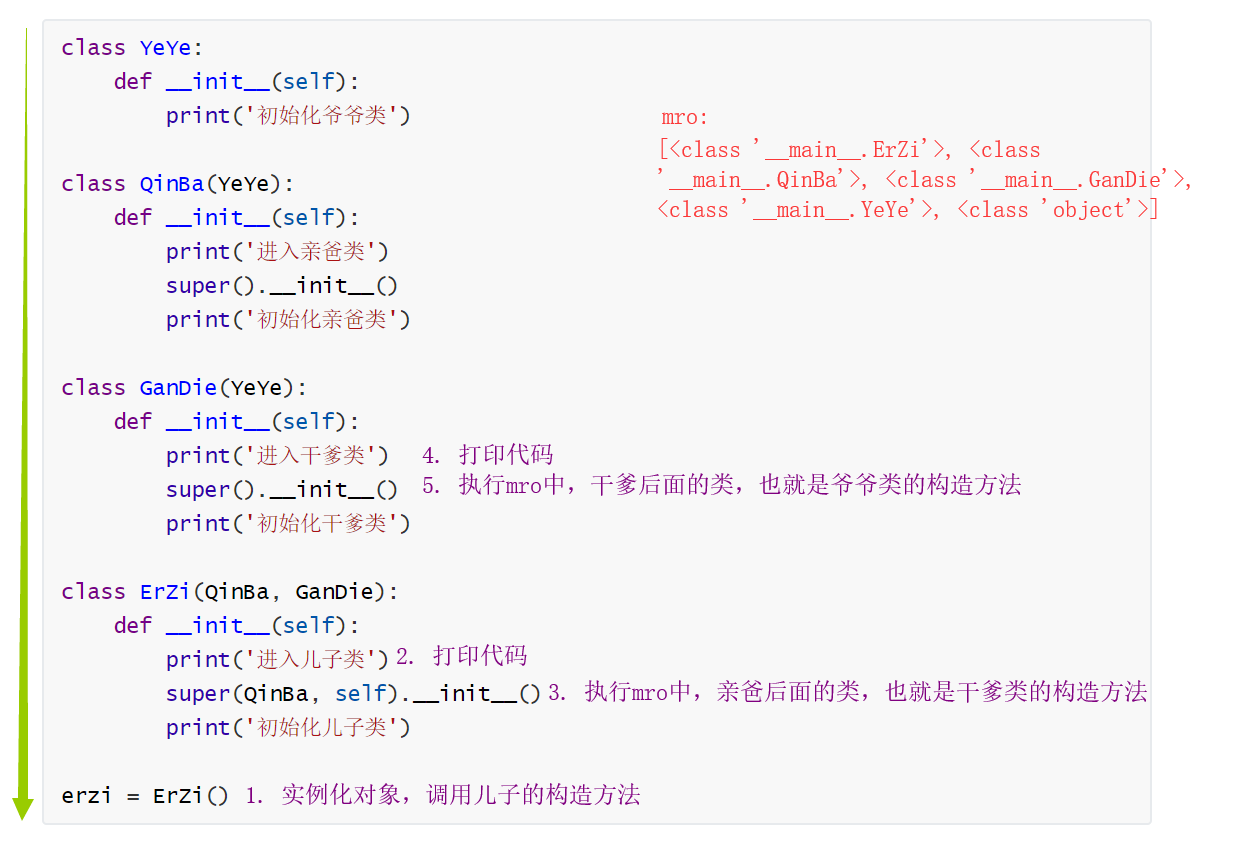 class YeYe:
    def __init__(self):
        print('初始化爷爷类')
mro:
[<class '__main__.ErZi'>, <class
'__main__.QinBa'>, <class '__main__.GanDie'>,
<class '__main__.YeYe'>, <class 'object'>]
class QinBa(YeYe):
    def __init__(self):
        print('进入亲爸类')
        super().__init__()
        print('初始化亲爸类')
class GanDie(YeYe):
    def __init__(self):
        print('进入干爹类') 4. 打印代码
        super().__init__() 5. 执行mro中，干爹后面的类，也就是爷爷类的构造方法
        print('初始化干爹类')
class ErZi(QinBa, GanDie):
    def __init__(self):
        print('进入儿子类') 2. 打印代码
        super(QinBa, self).__init__() 3. 执行mro中，亲爸后面的类，也就是干爹类的构造方法
        print('初始化儿子类')
erzi = ErZi() 1. 实例化对象，调用儿子的构造方法